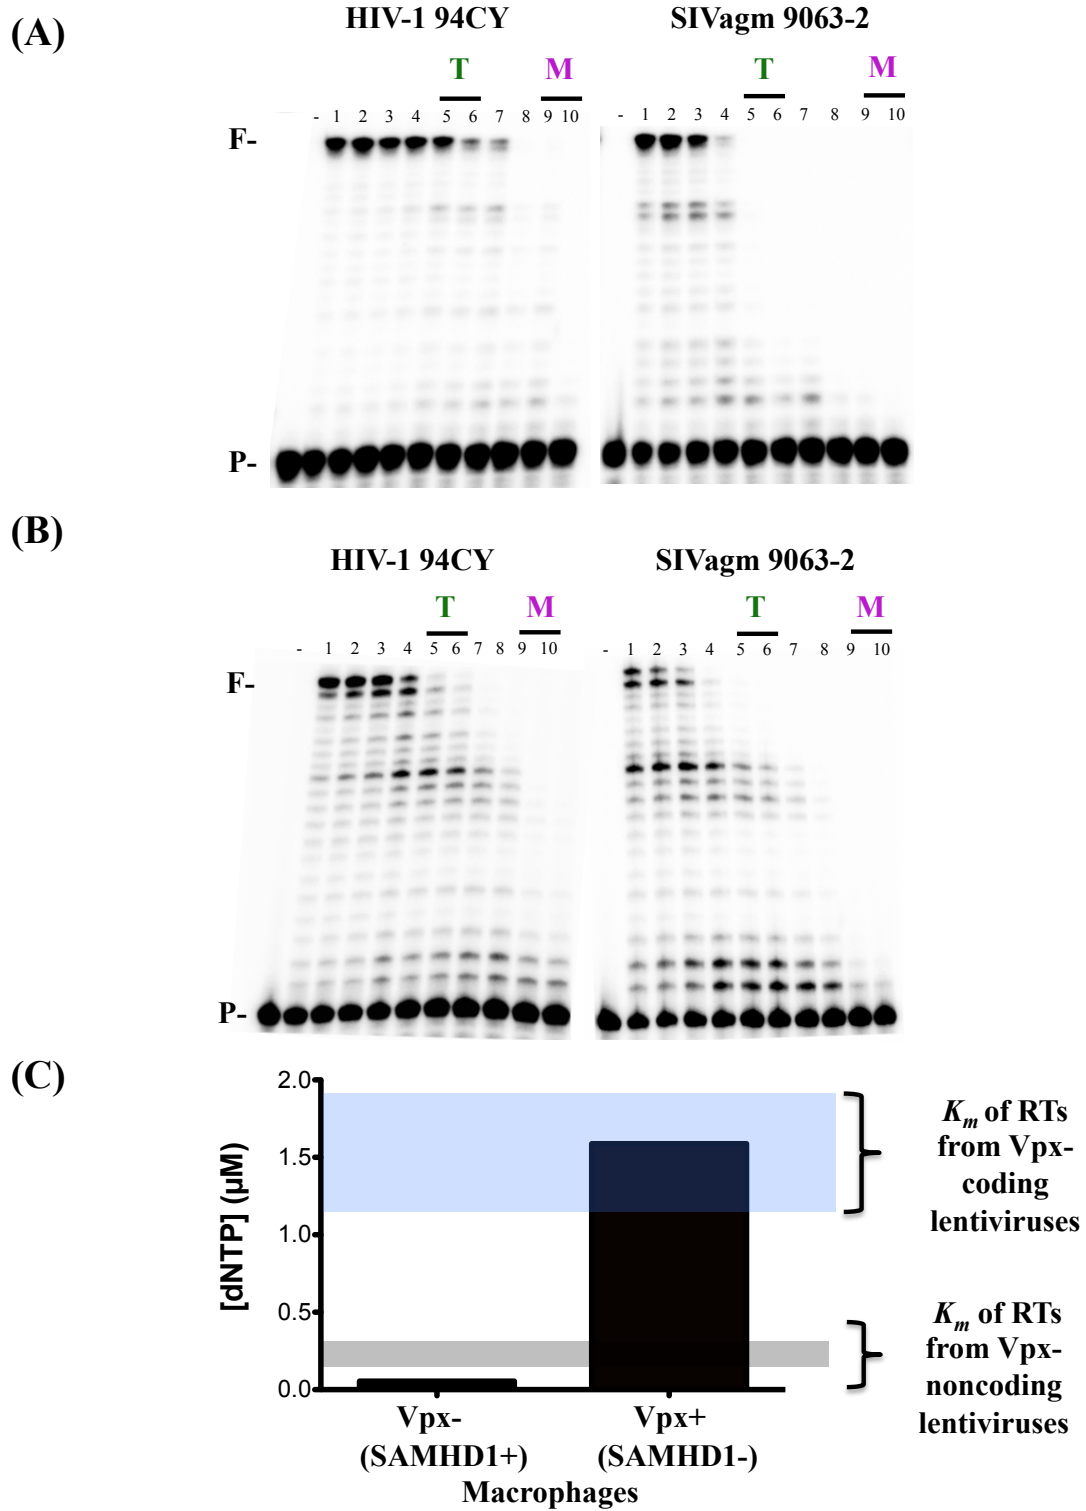 (A)
HIV-1 94CY
SIVagm 9063-2
T
M
T
M
- 1 2 3 4 5 6 7 8 9 10
- 1 2 3 4 5 6 7 8 9 10
F-
P-
(B)
HIV-1 94CY
SIVagm 9063-2
T
M
T
M
- 1 2 3 4 5 6 7 8 9 10
- 1 2 3 4 5 6 7 8 9 10
F-
P-
(C)
[dNTP] (µM)
2.0
1.5
1.0
0.5
0.0
Km of RTs
from Vpx-
coding
lentiviruses
Km of RTs
from Vpx-
noncoding
lentiviruses
Vpx-
(SAMHD1+)
Vpx+
(SAMHD1-)
Macrophages